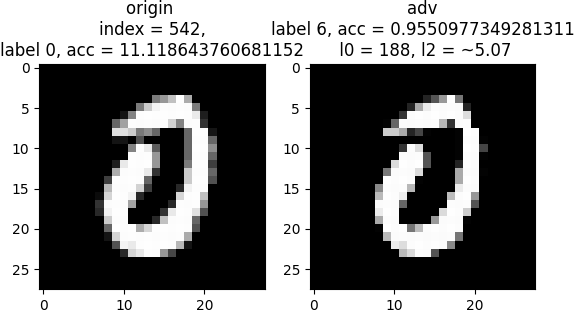 origin
index = 542,
label 0, acc = 11.118643760681152
adv
label 6, acc = 0.9550977349281311
l0 = 188, l2 = ~5.07
0
5
10
15
20
25
0 10 20
0
5
10
15
20
25
0 10 20